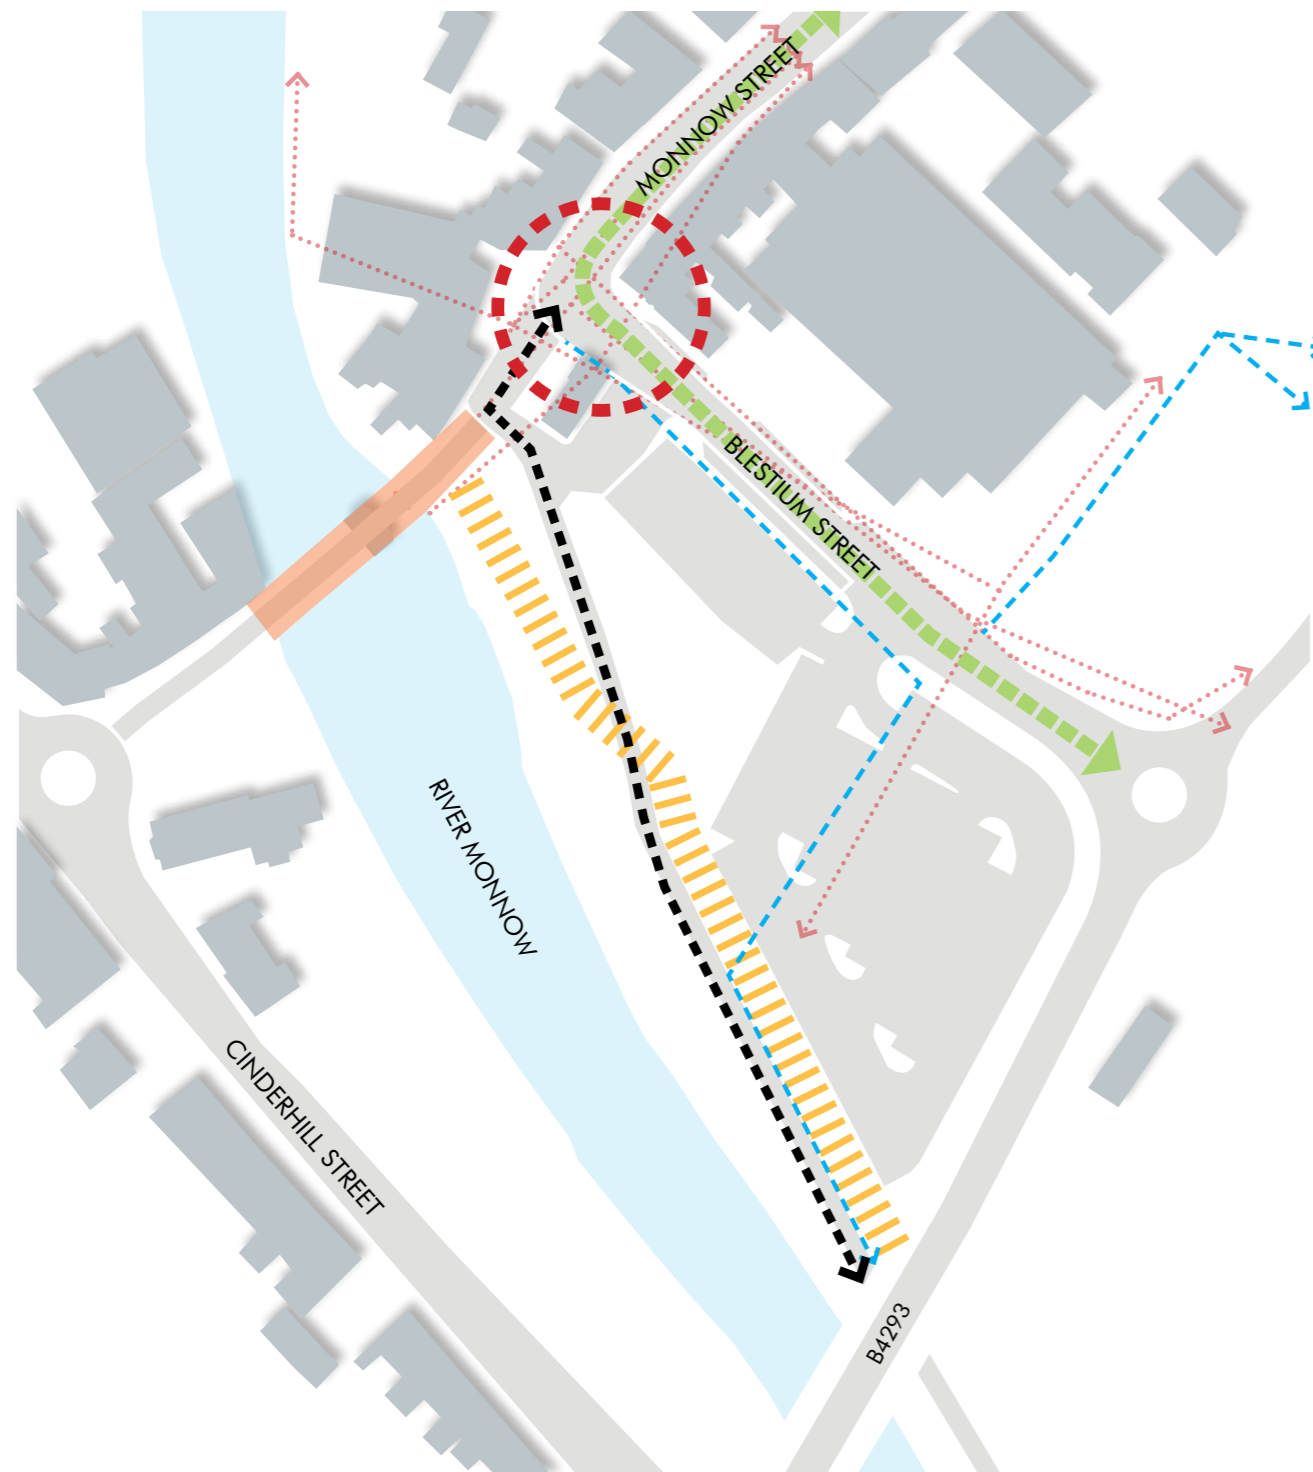 MONNOW STREET
BLESTIUM STREET
RIVER MONNOW
CINDERHILL STREET
B4293